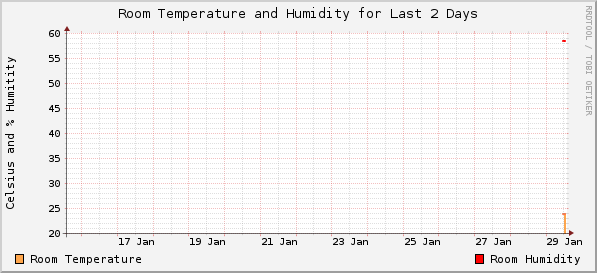 Room Temperature and Humidity for Last 2 Days
RRDTOOL / TOBI OETIKER
Celsius and % Humitity
60
55
50
45
40
35
30
25
20
17 Jan 19 Jan 21 Jan 23 Jan 25 Jan 27 Jan 29 Jan
Room Temperature Room Humidity